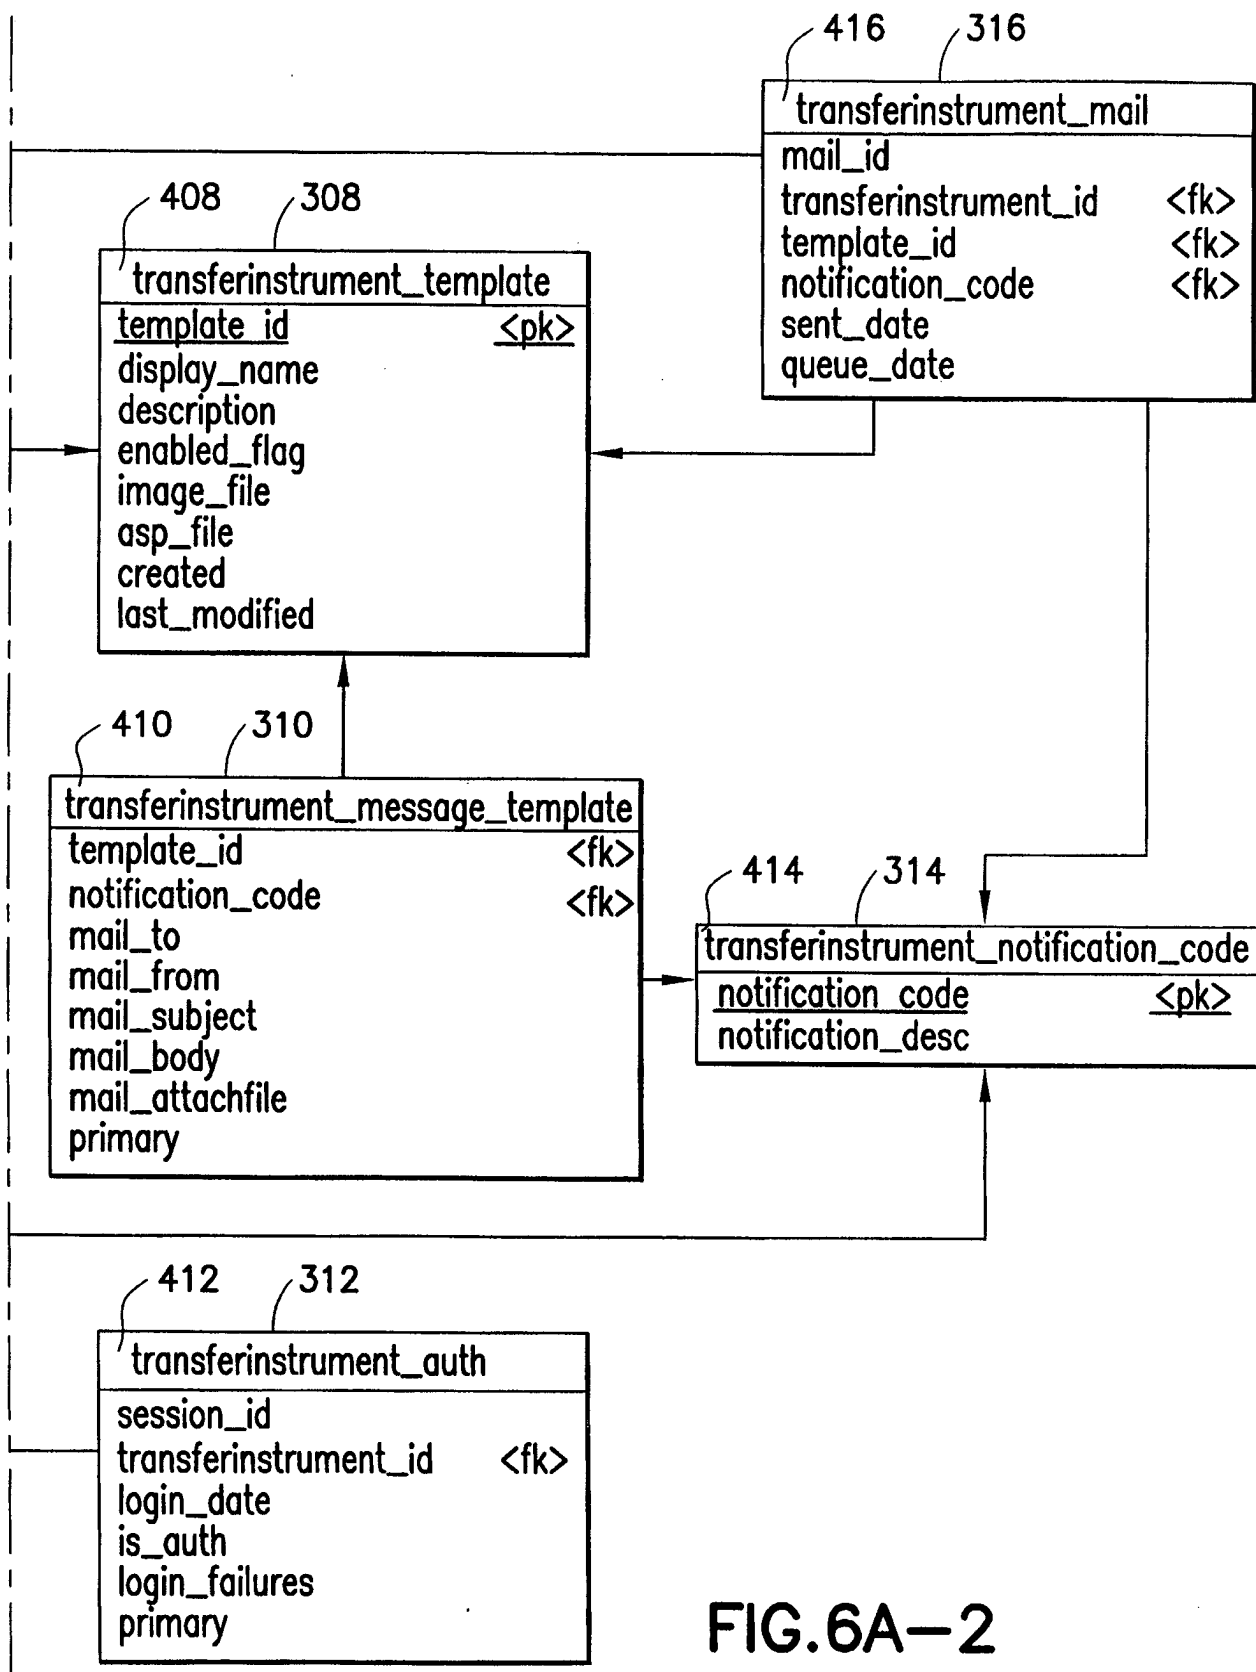 416 316
transferinstrument_mail
mail_id
transferinstrument_id <fk>
template_id <fk>
notification_code <fk>
sent_date
queue_date
408 308
transferinstrument_template
template_id <pk>
display_name
description
enabled_flag
image_file
asp_file
created
last_modified
410 310
transferinstrument_message_template
template_id <fk>
notification_code <fk>
mail_to
mail_from
mail_subject
mail_body
mail_attachfile
primary
414 314
transferinstrument_notification_code
notification_code <pk>
notification_desc
412 312
transferinstrument_auth
session_id
transferinstrument_id <fk>
login_date
is_auth
login_failures
primary
FIG.6A-2